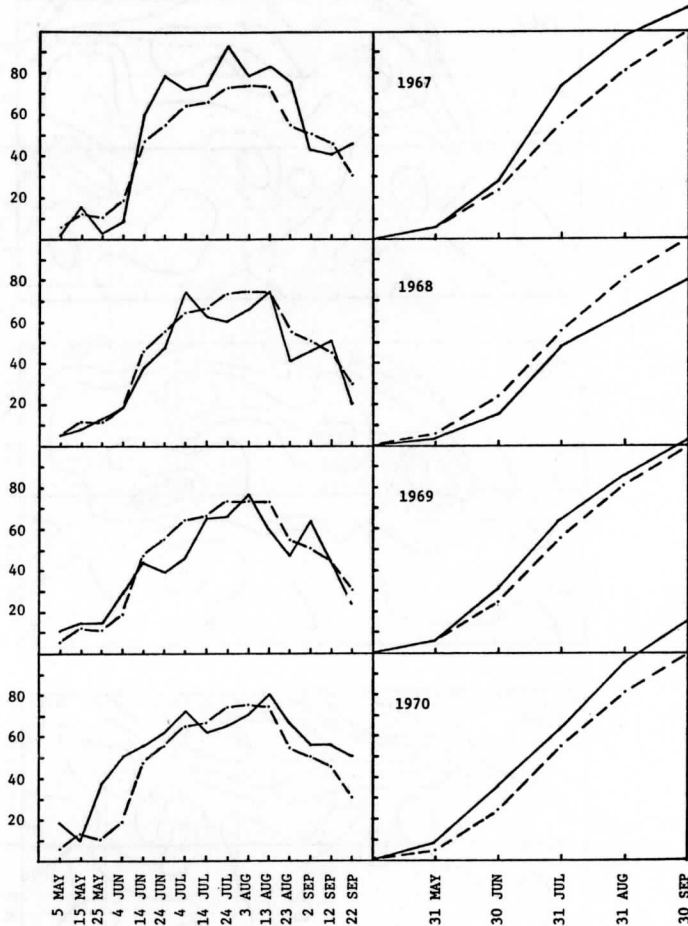 80
60
40
20
1967
80
60
40
20
1968
80
60
40
20
1969
80
60
40
20
1970
5 MAY
15 MAY
25 MAY
4 JUN
14 JUN
24 JUN
4 JUL
14 JUL
24 JUL
3 AUG
13 AUG
23 AUG
2 SEP
12 SEP
22 SEP
31 MAY
30 JUN
31 JUL
31 AUG
30 SEP